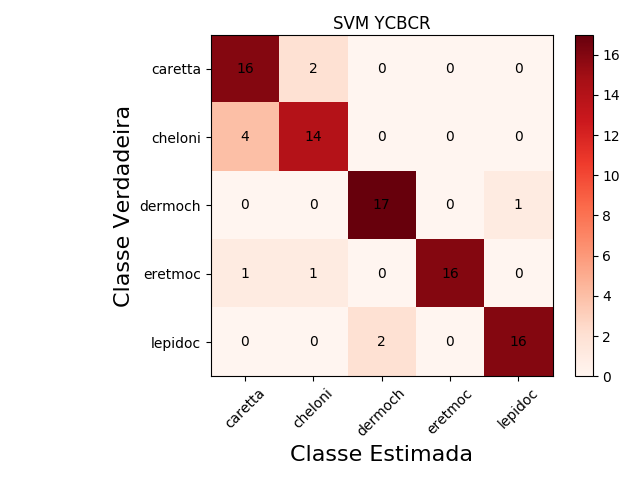 SVM YCBCR
Classe Verdadeira
caretta 16 2 0 0 0
cheloni 4 14 0 0 0
dermoch 0 0 17 0 1
eretmoc 1 1 0 16 0
lepidoc 0 0 2 0 16
caretta cheloni dermoch eretmoc lepidoc
Classe Estimada
16
14
12
10
8
6
4
2
0